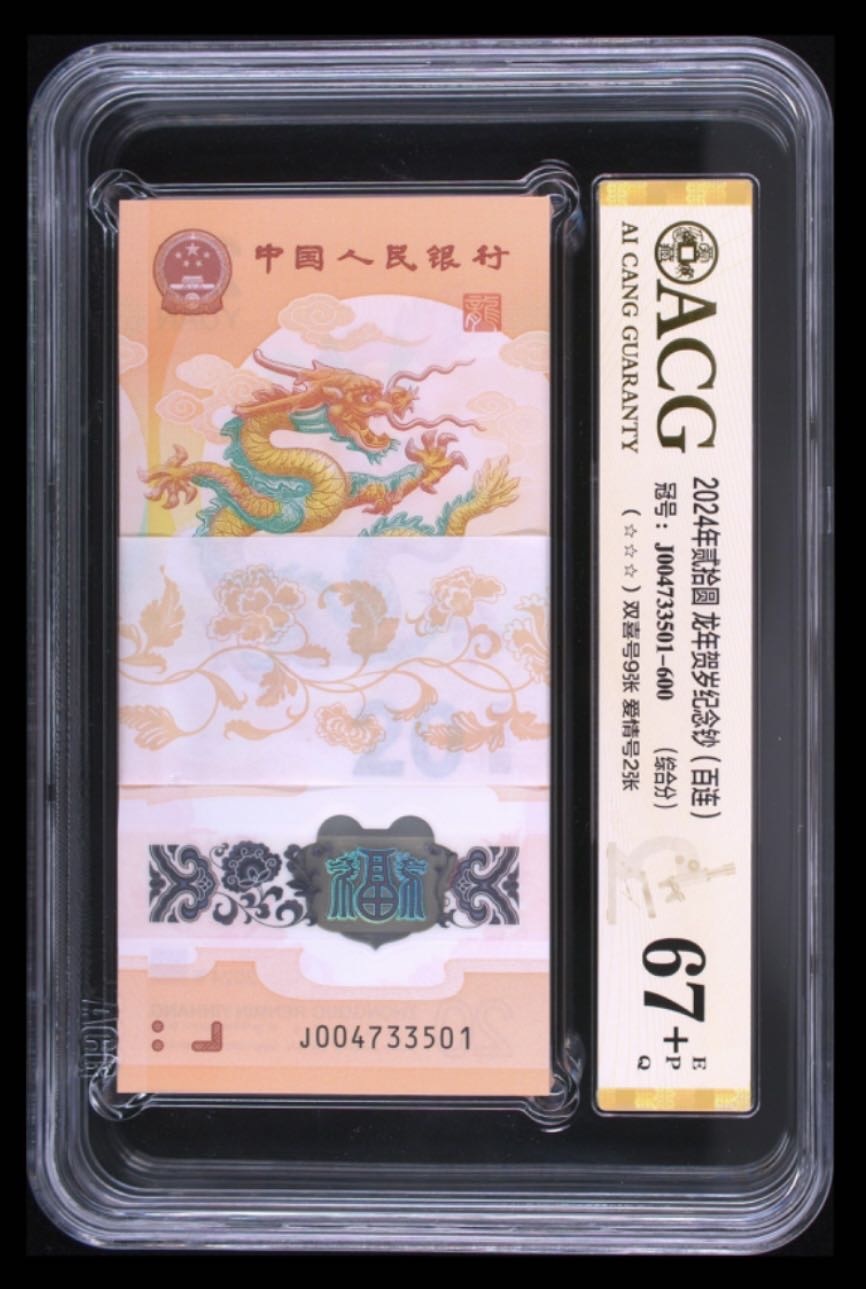 中国人民银行
龍
福
J004733501
ACG
AI CANG GUARANTY
2024年贰拾圆 龙年贺岁纪念钞（百连）
冠号：J004733501-600 （综合分）
（☆☆☆）双喜号9张 爱情号2张
67+
E
P
Q